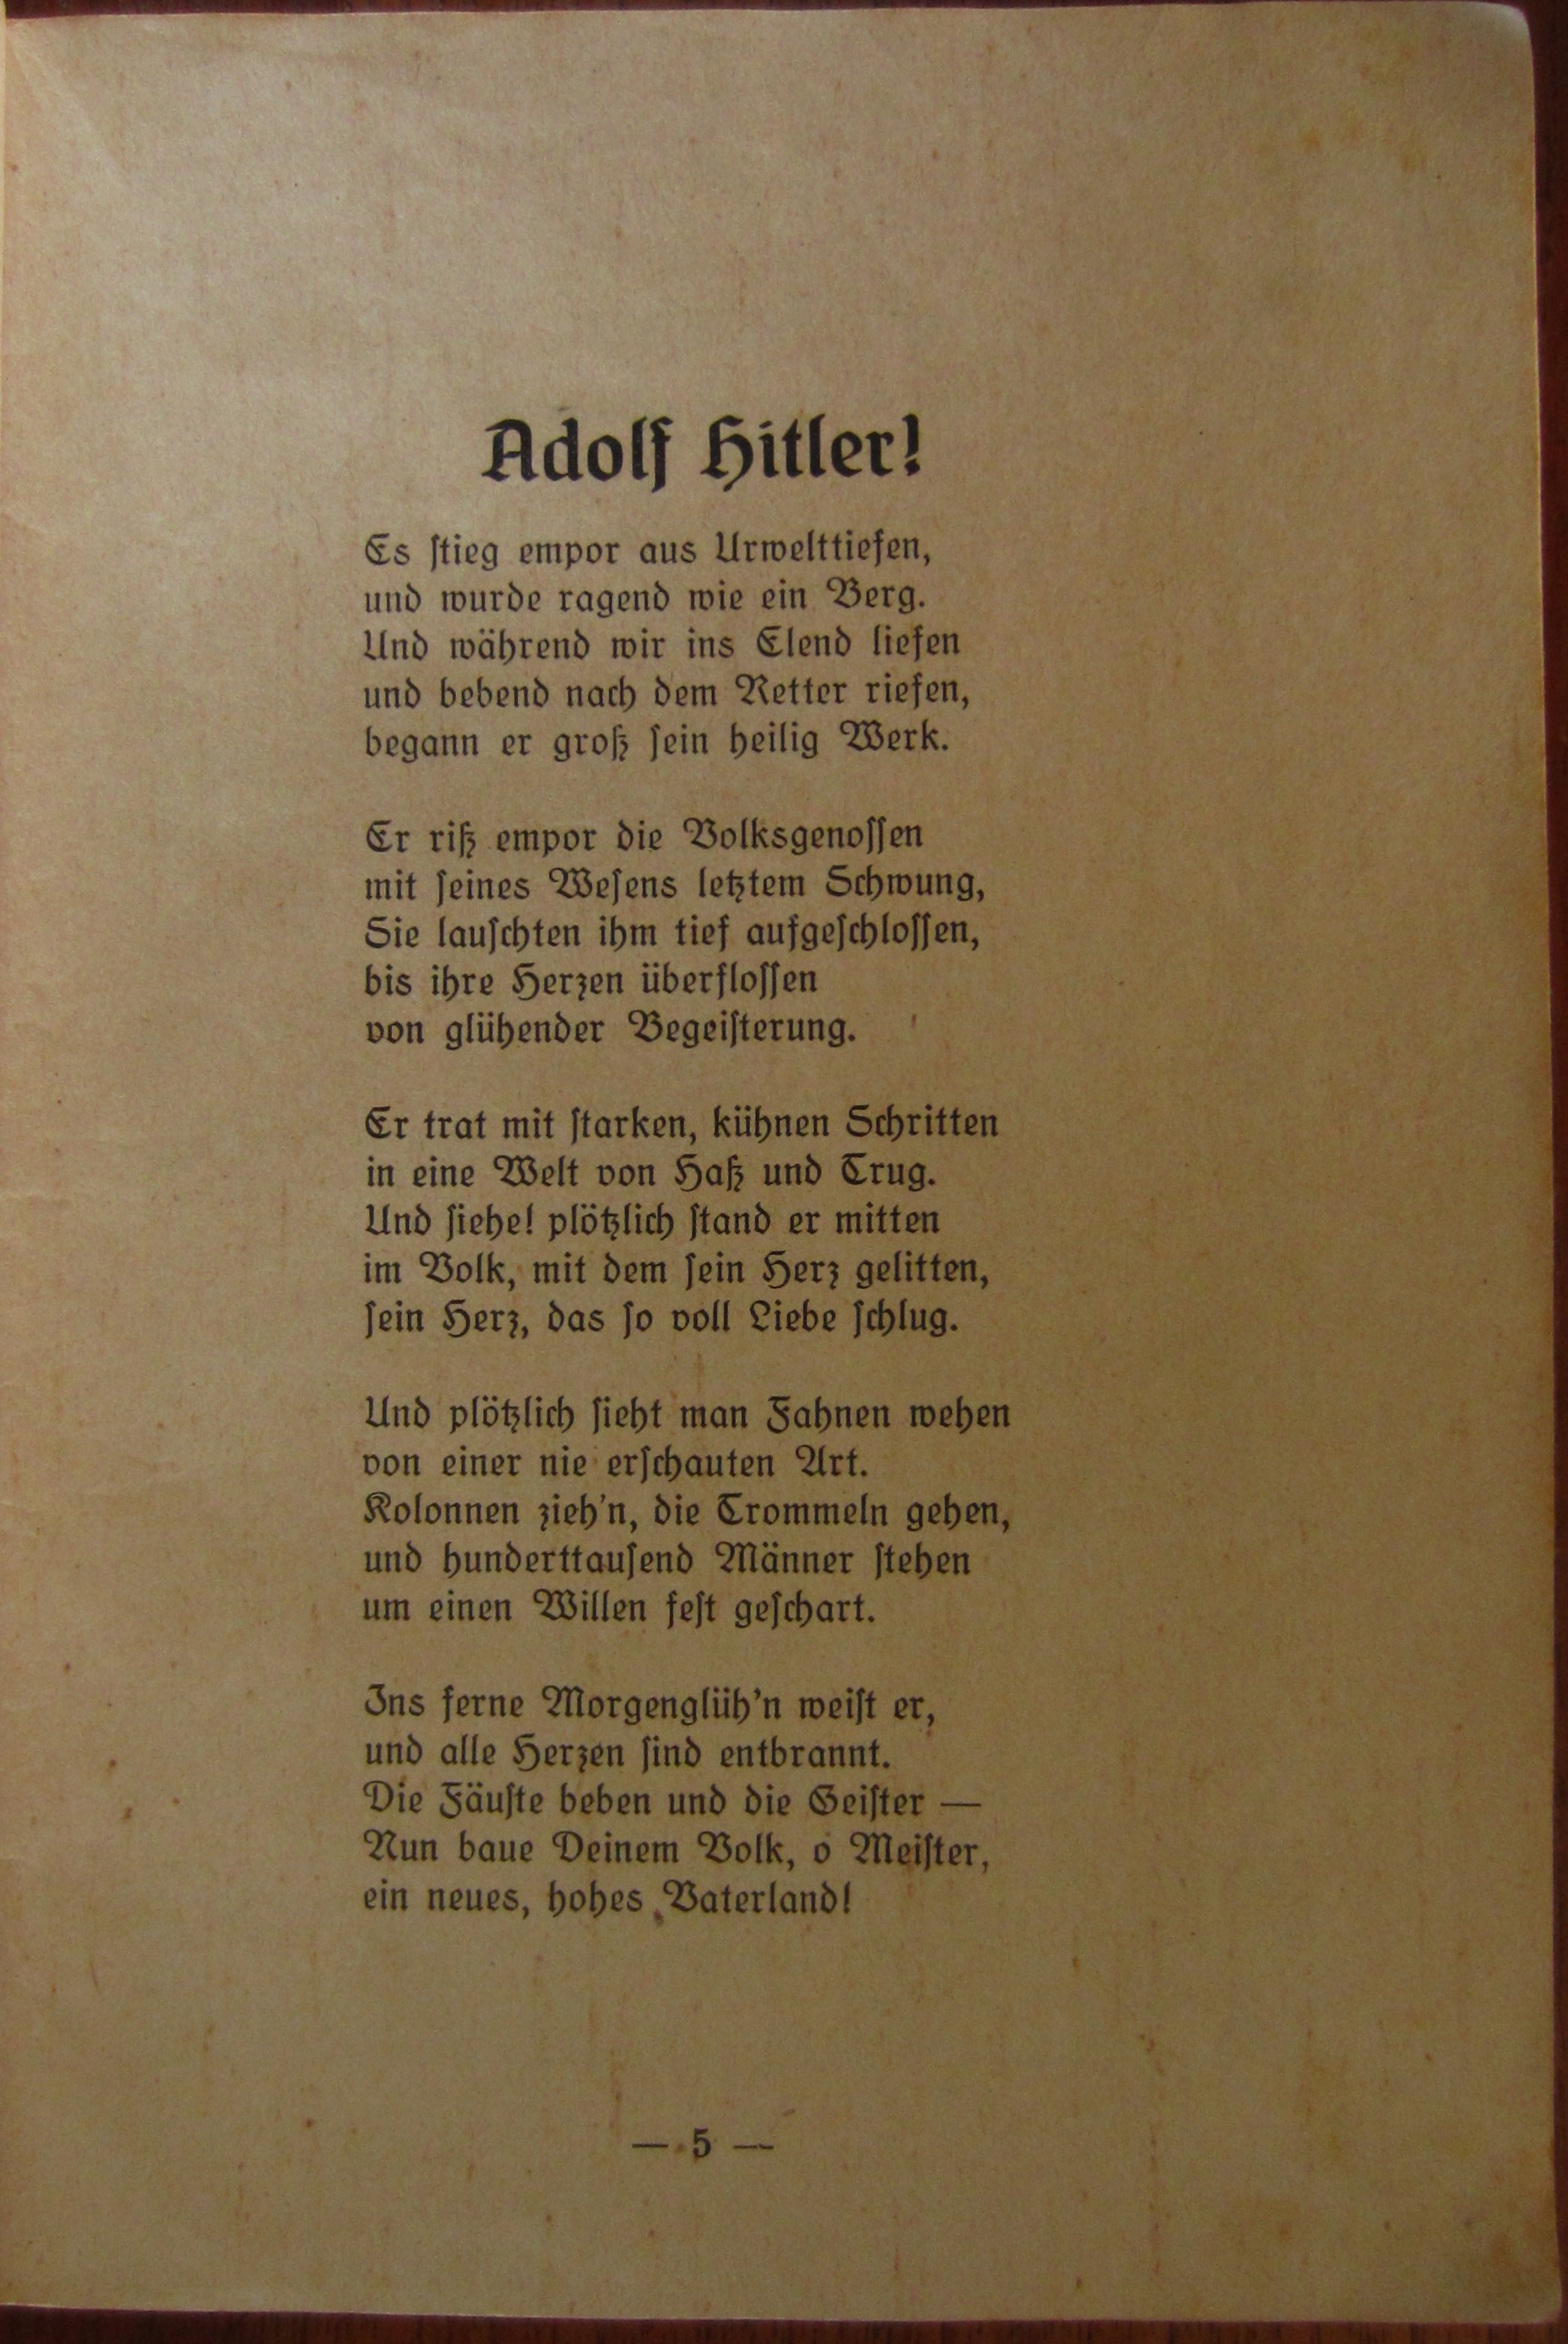 Adolf Hitler!
Es stieg empor aus Urwelttiefen,
und wurde ragend wie ein Berg.
Und während wir ins Elend liefen
und bebend nach dem Retter riefen,
begann er groß sein heilig Werk.
Er riß empor die Volksgenossen
mit seines Wesens letztem Schwung,
Sie lauschten ihm tief aufgeschlossen,
bis ihre Herzen überflossen
von glühender Begeisterung.
Er trat mit starken, kühnen Schritten
in eine Welt von Haß und Trug.
Und siehe! plötzlich stand er mitten
im Volk, mit dem sein Herz gelitten,
sein Herz, das so voll Liebe schlug.
Und plötzlich sieht man Fahnen wehen
von einer nie erschauten Art.
Kolonnen zieh'n, die Trommeln gehen,
und hunderttausend Männer stehen
um einen Willen fest geschart.
Ins ferne Morgenglüh'n weist er,
und alle Herzen sind entbrannt.
Die Fäuste beben und die Geister —
Nun baue Deinem Volk, o Meister,
ein neues, hohes Vaterland!
— 5 —